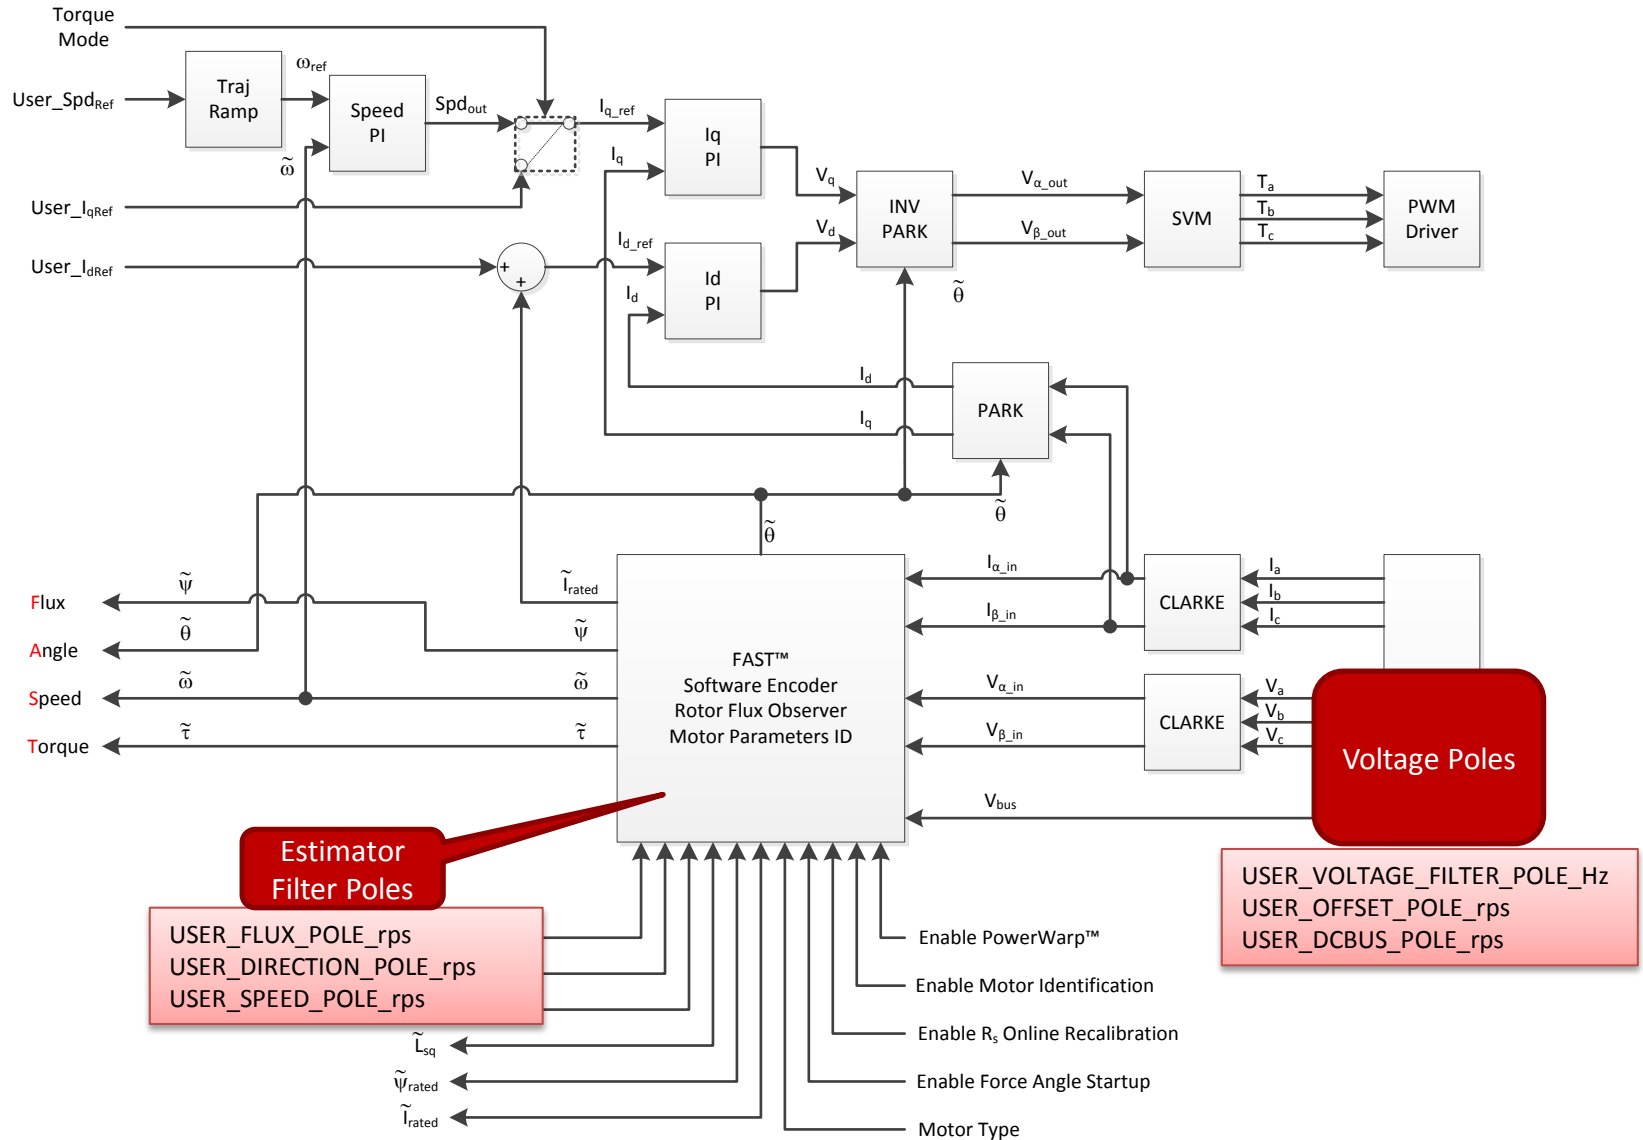 Torque
Mode
User_SpdRef
Traj
Ramp
ωref
Speed
PI
Spdout
ω̃
Iq_ref
Iq
Iq
PI
Vq
User_IqRef
User_IdRef
+
+
Id_ref
Id
Id
PI
Vd
INV
PARK
Vα_out
Vβ_out
SVM
Ta
Tb
Tc
PWM
Driver
θ̃
Id
Iq
PARK
θ̃
θ̃
Flux
ψ̃
Angle
θ̃
Speed
ω̃
Torque
τ̃
Ĩrated
ψ̃
ω̃
τ̃
FAST™
Software Encoder
Rotor Flux Observer
Motor Parameters ID
Iα_in
Iβ_in
CLARKE
Ia
Ib
Ic
Vα_in
Vβ_in
CLARKE
Va
Vb
Vc
Vbus
Voltage Poles
USER_VOLTAGE_FILTER_POLE_Hz
USER_OFFSET_POLE_rps
USER_DCBUS_POLE_rps
Estimator
Filter Poles
USER_FLUX_POLE_rps
USER_DIRECTION_POLE_rps
USER_SPEED_POLE_rps
L̃sq
ψ̃rated
Ĩrated
Enable PowerWarp™
Enable Motor Identification
Enable Rs Online Recalibration
Enable Force Angle Startup
Motor Type